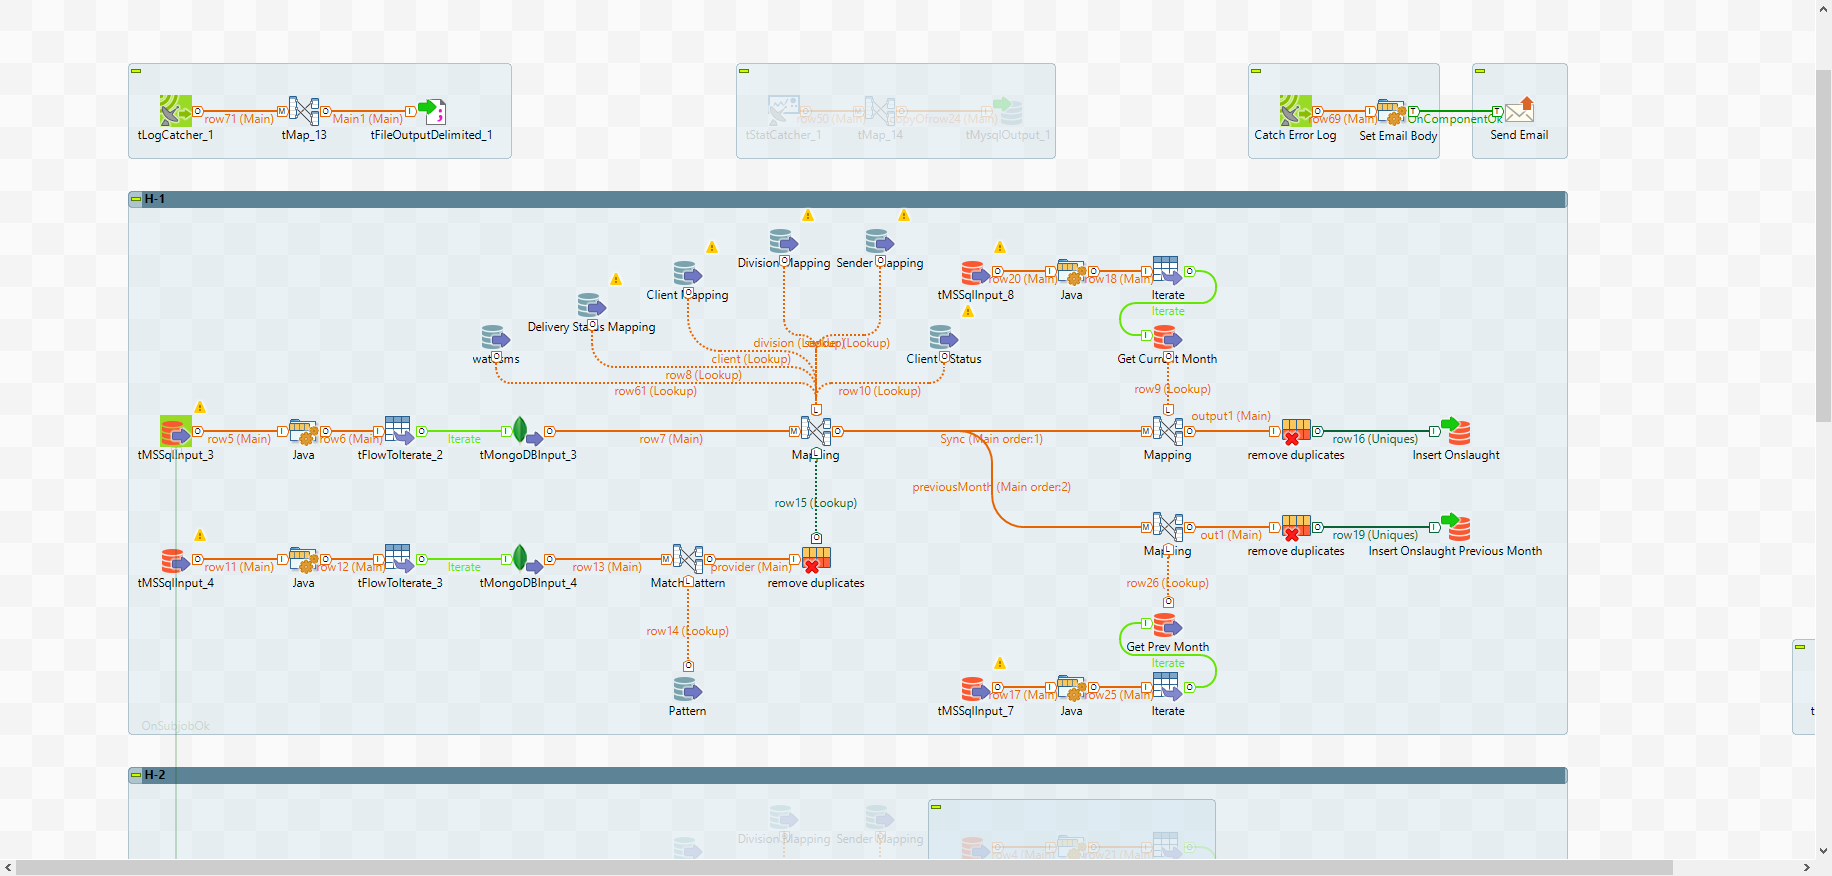 row71 (Main)
Main1 (Main)
tLogCatcher_1
tMap_13
tFileOutputDelimited_1
row50 (Main)
row24 (Main)
tStatCatcher_1
tMap_14
tMysqlOutput_1
row69 (Main)
OnComponentOk
Catch Error Log
Set Email Body
Send Email
H-1
Division Mapping
Sender Mapping
Client Mapping
Delivery Status Mapping
division (Lookup)
(Lookup)
client (Lookup)
row8 (Lookup)
row61 (Lookup)
row10 (Lookup)
Client
Status
row20 (Main)
row18 (Main)
tMSSqlInput_8
Java
Iterate
Iterate
Get Current Month
row9 (Lookup)
row5 (Main)
row6 (Main)
Iterate
row7 (Main)
Sync (Main order:1)
output1 (Main)
row16 (Uniques)
tMSSqlInput_3
Java
tFlowToIterate_2
tMongoDBInput_3
Mapping
Mapping
remove duplicates
Insert Onslaught
previousMonth (Main order:2)
row15 (Lookup)
out1 (Main)
row19 (Uniques)
Mapping
remove duplicates
Insert Onslaught Previous Month
row11 (Main)
row12 (Main)
Iterate
row13 (Main)
provider (Main)
tMSSqlInput_4
Java
tFlowToIterate_3
tMongoDBInput_4
Match Pattern
remove duplicates
row26 (Lookup)
row14 (Lookup)
Get Prev Month
Iterate
row17 (Main)
row25 (Main)
Pattern
tMSSqlInput_7
Java
Iterate
OnSubjobOk
H-2
Division Mapping
Sender Mapping
row4 (Main)
row21 (Main)